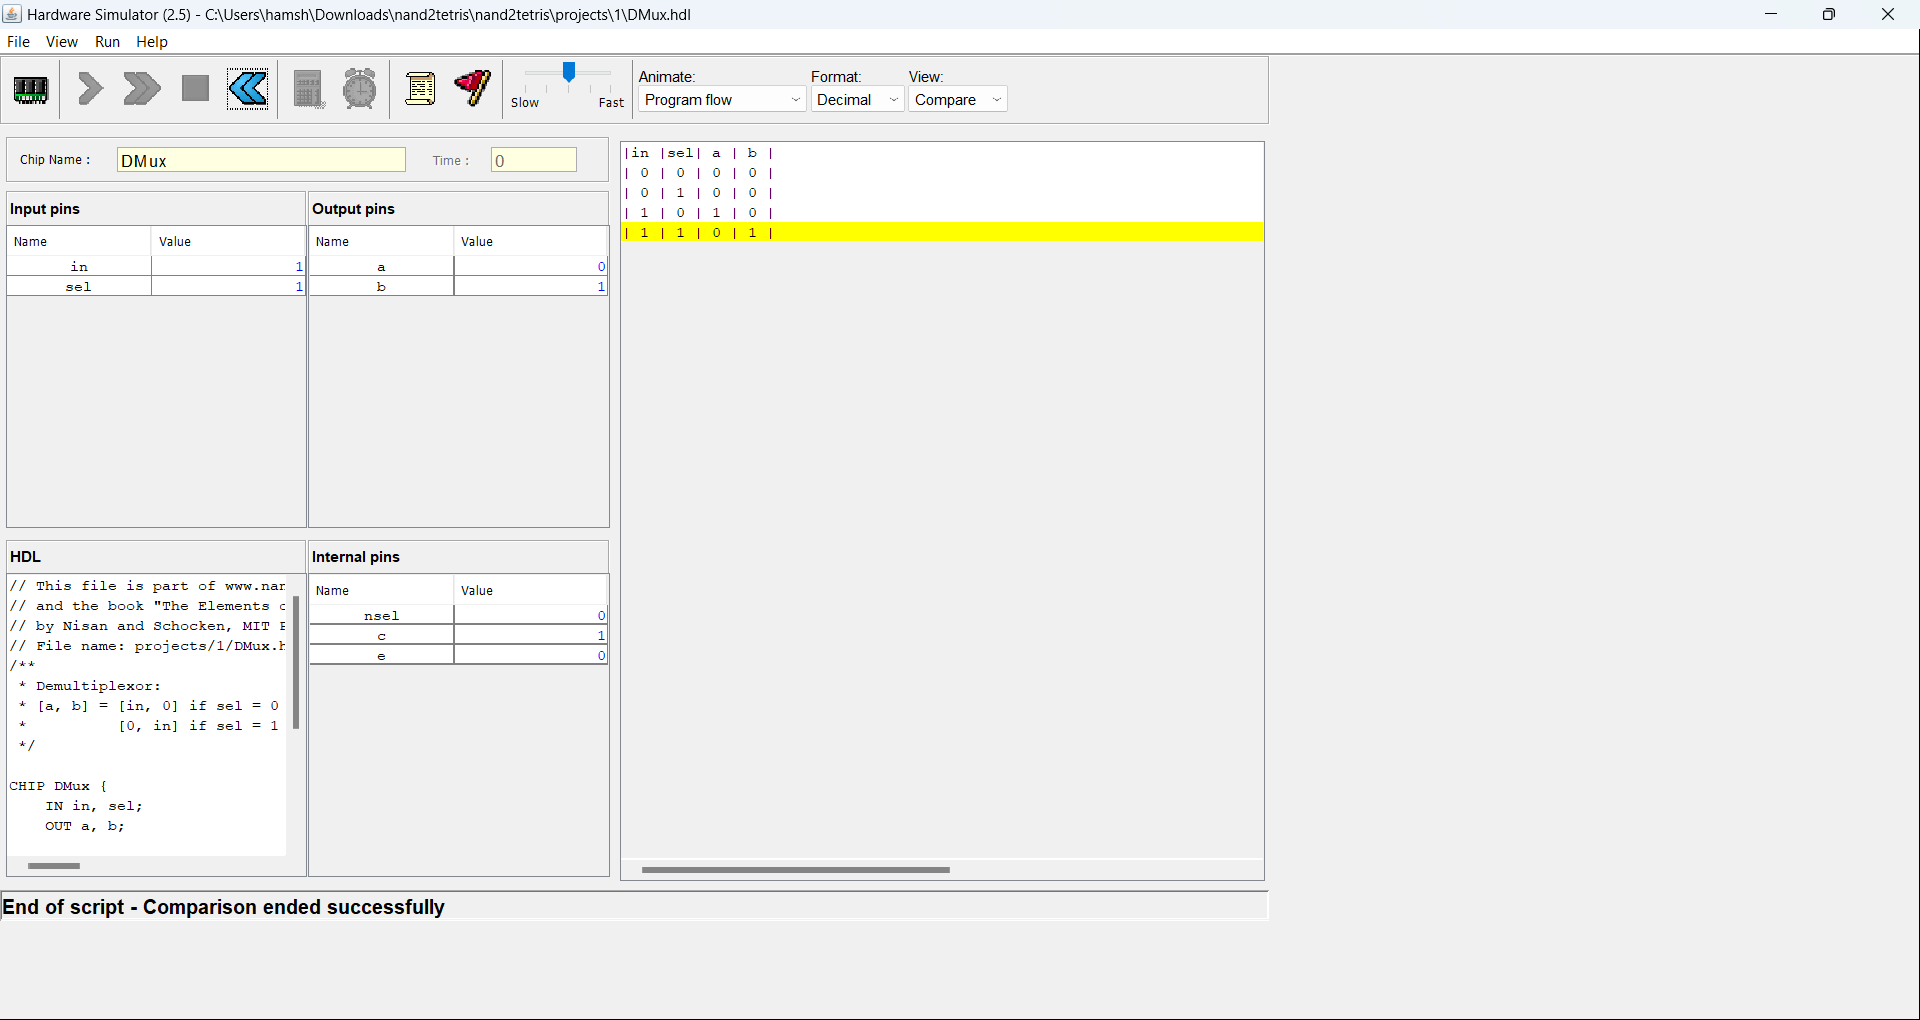 Hardware Simulator (2.5) - C:\Users\hamsh\Downloads\nand2tetris\nand2tetris\projects\1\DMux.hdl
File View Run Help
Slow Fast
Animate: Format: View:
Program flow Decimal Compare
Chip Name : DMux Time : 0
Input pins
Name Value
in 1
sel 1
Output pins
Name Value
a 0
b 1
HDL
// This file is part of www.nan
// and the book "The Elements o
// by Nisan and Schocken, MIT P
// File name: projects/1/DMux.h
/**
* Demultiplexor:
* [a, b] = [in, 0] if sel = 0
* [0, in] if sel = 1
*/
CHIP DMux {
IN in, sel;
OUT a, b;
Internal pins
Name Value
nsel 0
c 1
e 0
|in |sel| a | b |
| 0 | 0 | 0 | 0 |
| 0 | 1 | 0 | 0 |
| 1 | 0 | 1 | 0 |
| 1 | 1 | 0 | 1 |
End of script - Comparison ended successfully